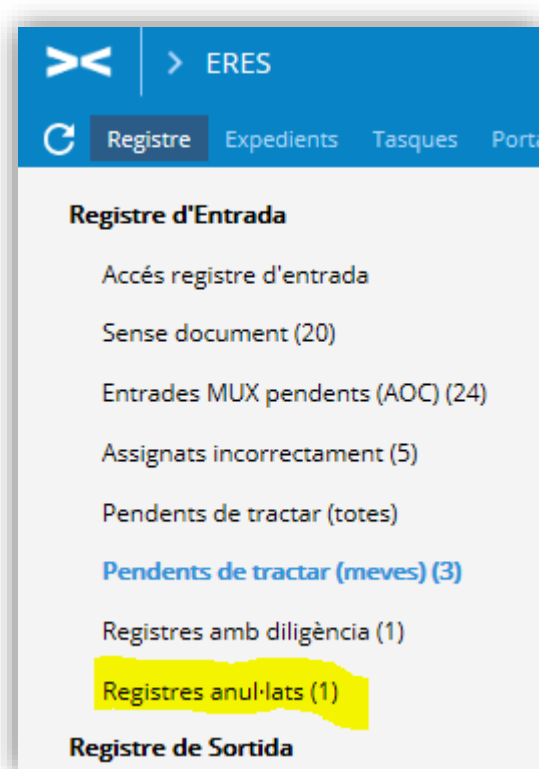 ERES
Registre Expedients Tasques Porta
Registre d'Entrada
Accés registre d'entrada
Sense document (20)
Entrades MUX pendents (AOC) (24)
Assignats incorrectament (5)
Pendents de tractar (totes)
Pendents de tractar (meves) (3)
Registres amb diligència (1)
Registres anul·lats (1)
Registre de Sortida